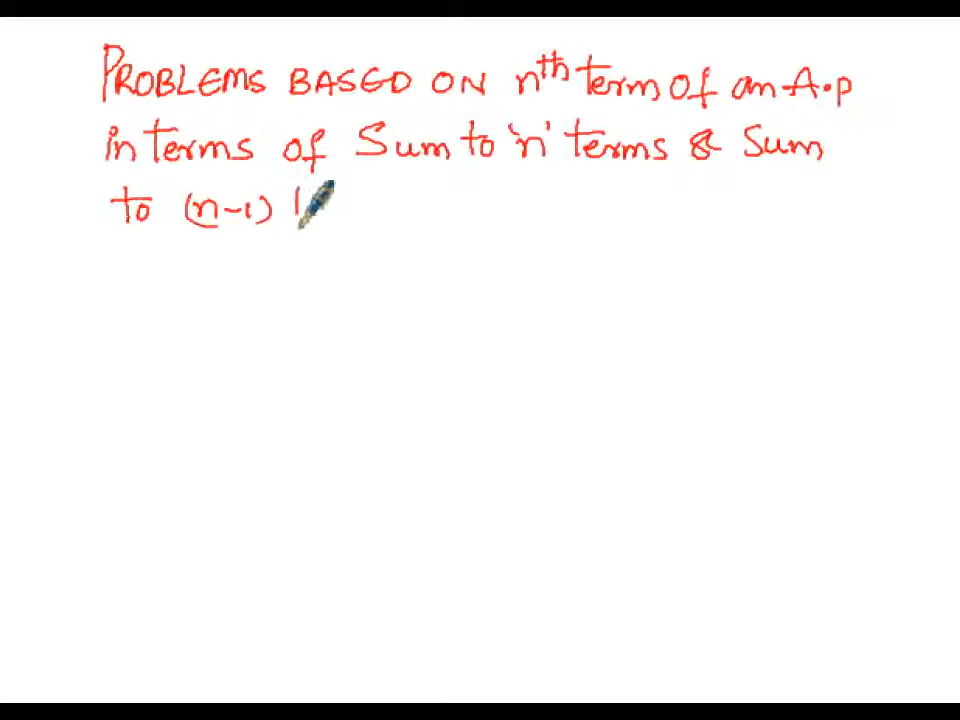 PROBLEMS BASED ON nth term of an A.p
in terms of Sum to 'n' terms & Sum
to (n-1)